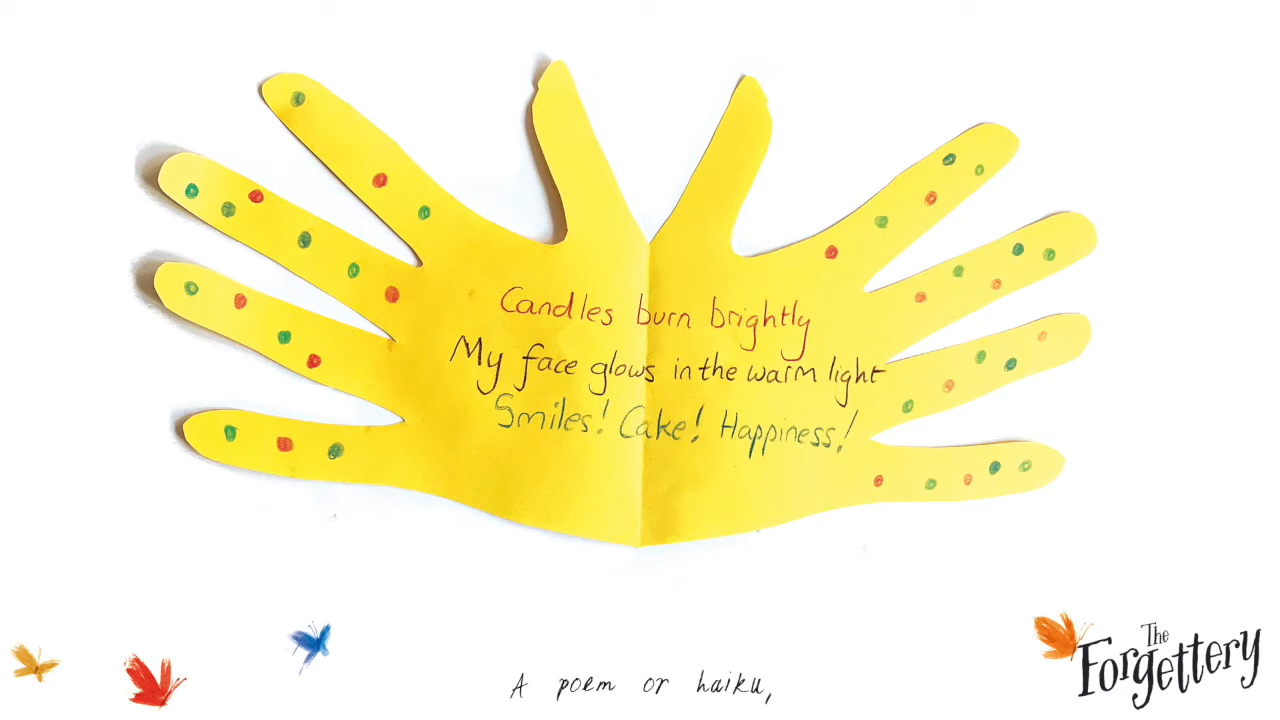 Candles burn brightly
My face glows in the warm light
Smiles! Cake! Happiness!
A poem or haiku,
The
Forgettery